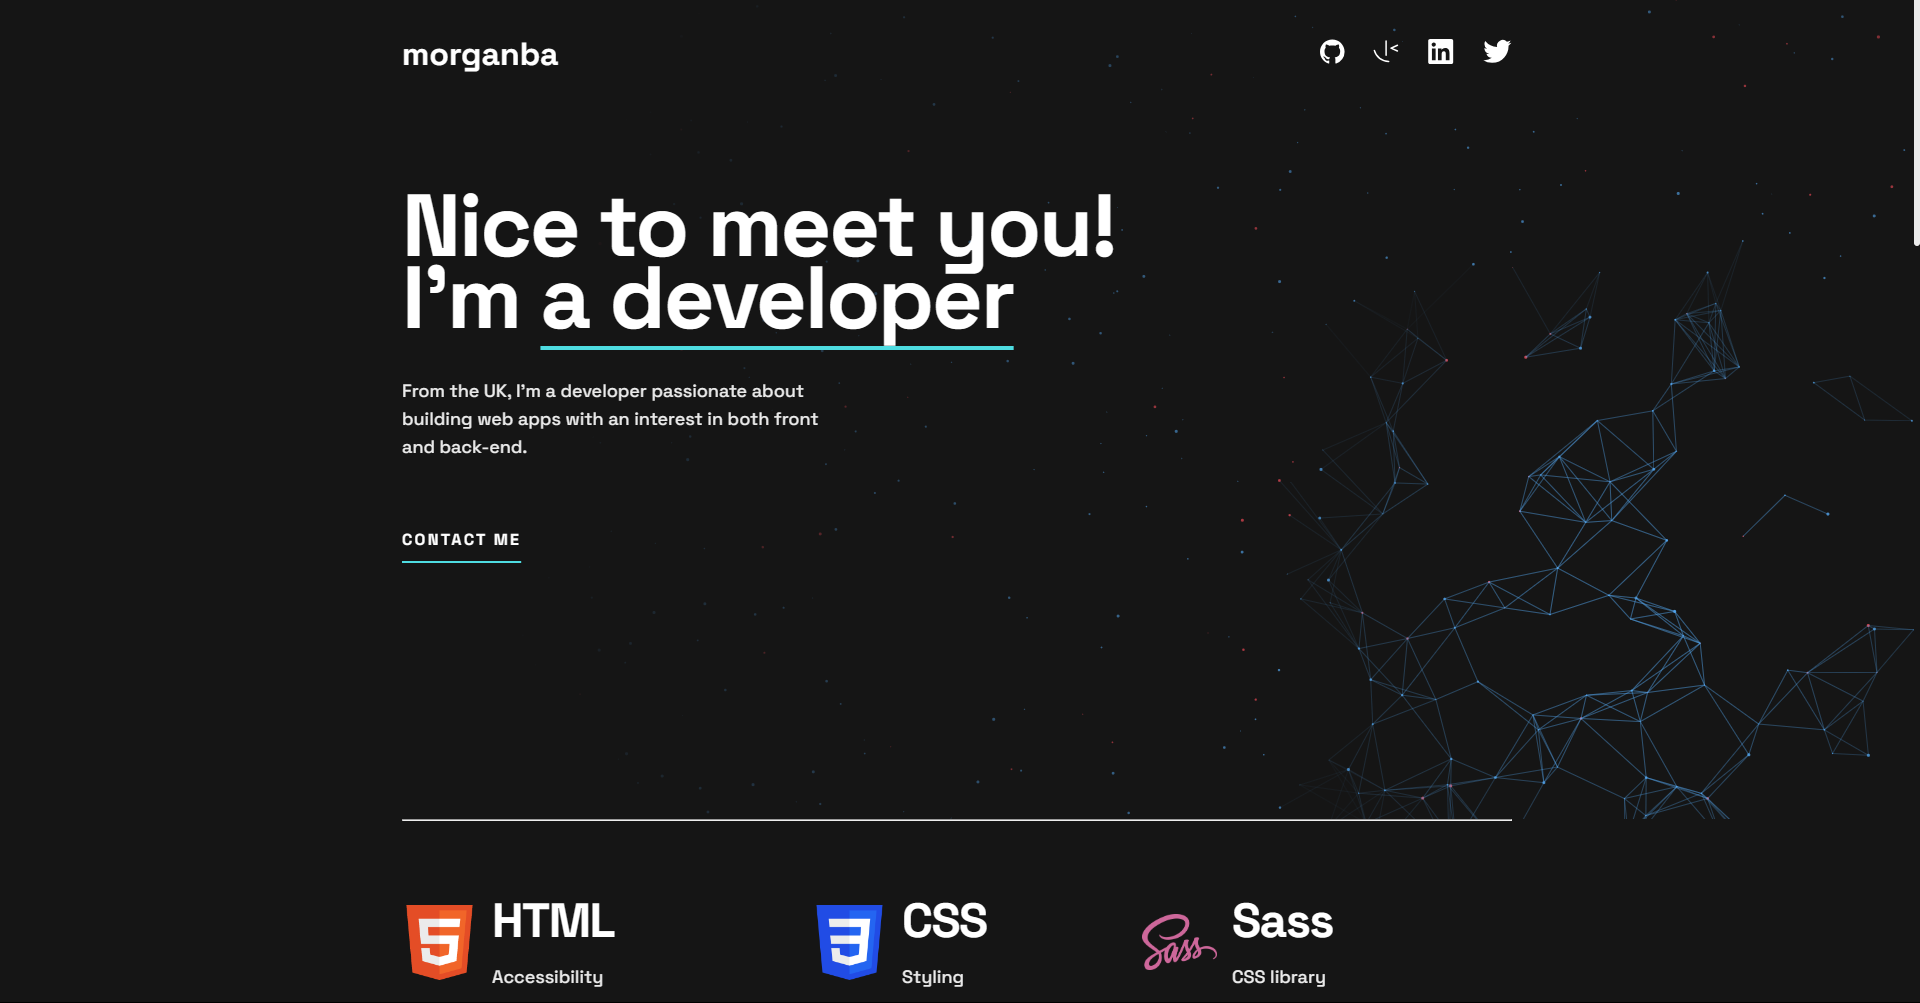 morganba
Nice to meet you!
I'm a developer
From the UK, I'm a developer passionate about
building web apps with an interest in both front
and back-end.
CONTACT ME
HTML
Accessibility
CSS
Styling
Sass
Sass
CSS library